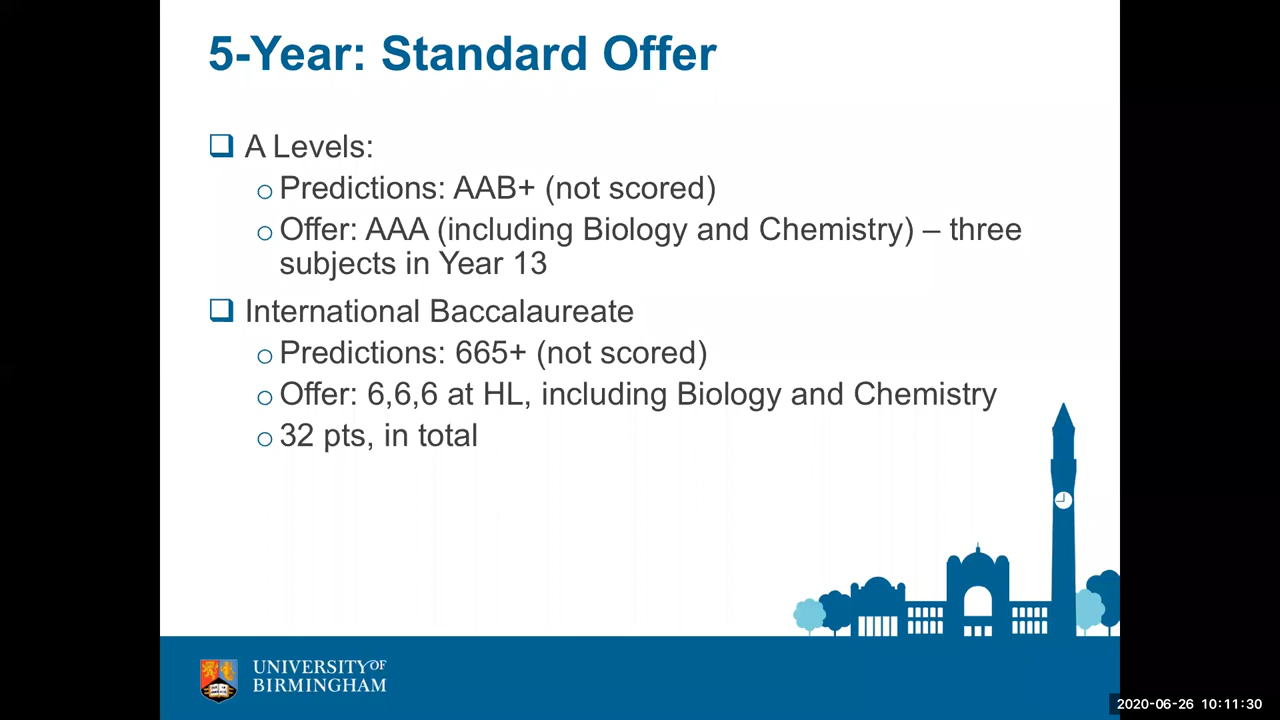 5-Year: Standard Offer
❑ A Levels:
o Predictions: AAB+ (not scored)
o Offer: AAA (including Biology and Chemistry) – three
subjects in Year 13
❑ International Baccalaureate
o Predictions: 665+ (not scored)
o Offer: 6,6,6 at HL, including Biology and Chemistry
o 32 pts, in total
UNIVERSITY OF
BIRMINGHAM
2020-06-26 10:11:30